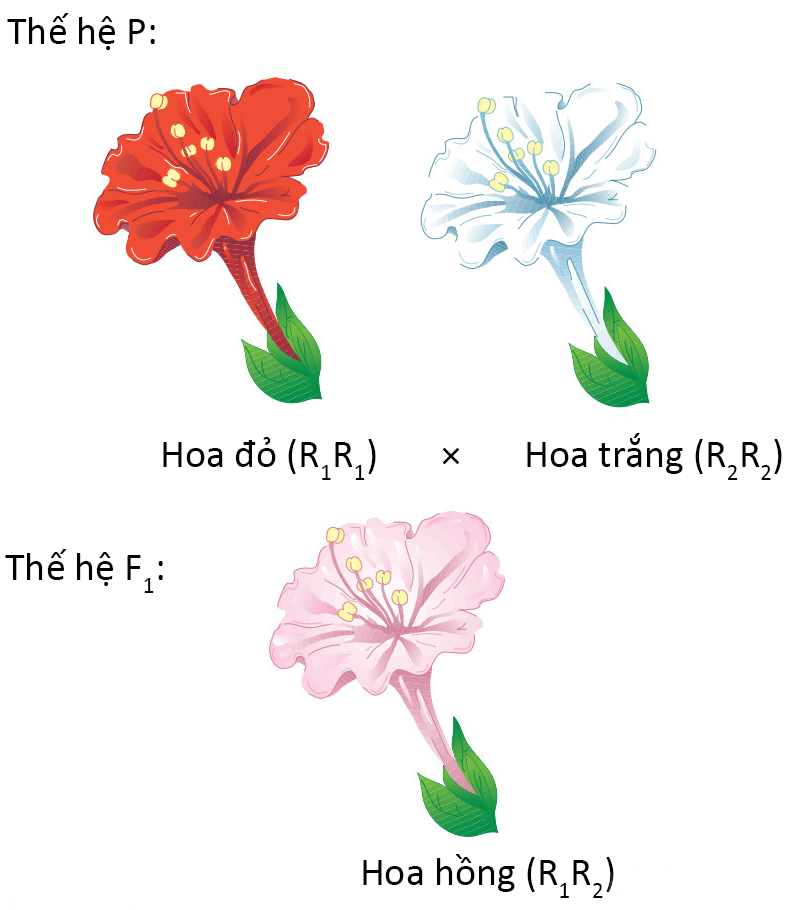 Thế hệ P:
Hoa đỏ (R₁R₁) × Hoa trắng (R₂R₂)
Thế hệ F₁:
Hoa hồng (R₁R₂)